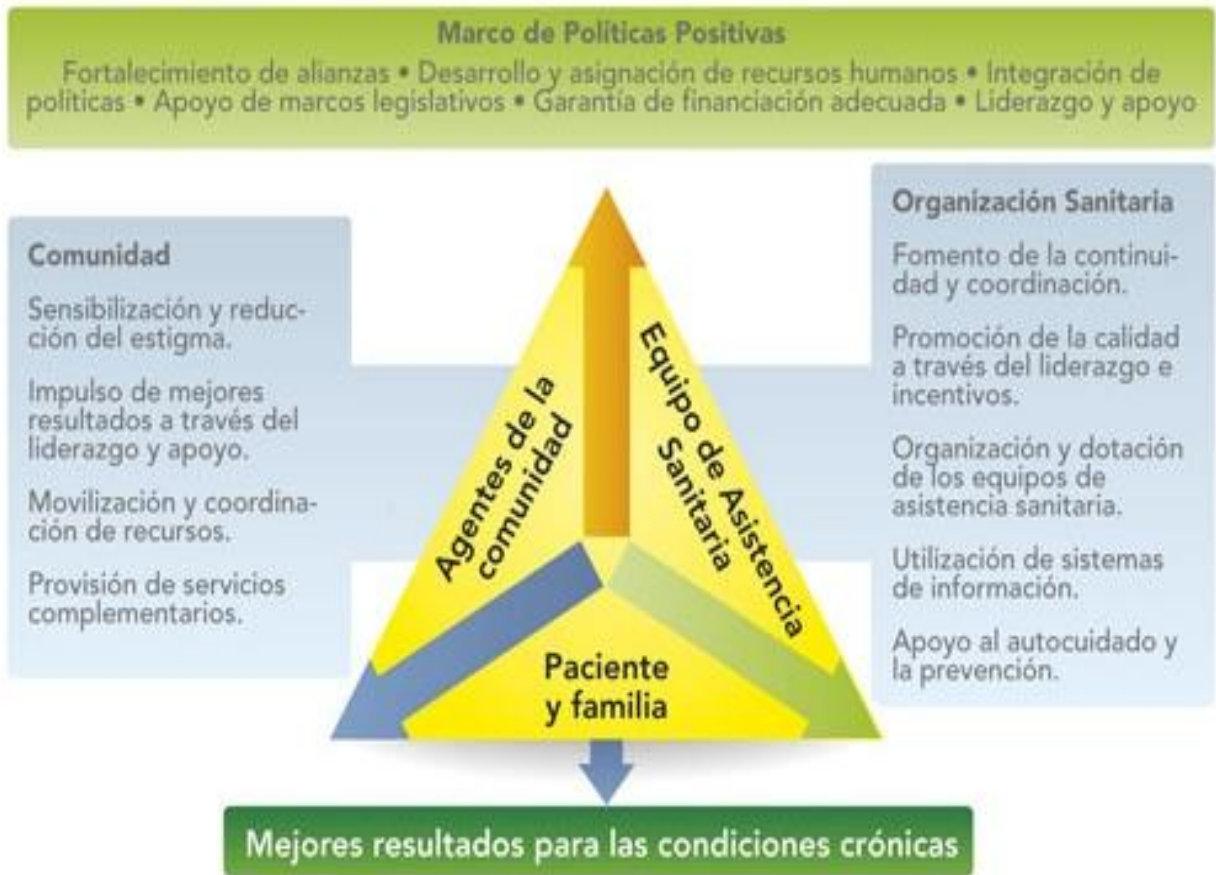 Marco de Políticas Positivas
Fortalecimiento de alianzas • Desarrollo y asignación de recursos humanos • Integración de
políticas • Apoyo de marcos legislativos • Garantía de financiación adecuada • Liderazgo y apoyo
Comunidad
Sensibilización y reduc-
ción del estigma.
Impulso de mejores
resultados a través del
liderazgo y apoyo.
Movilización y coordina-
ción de recursos.
Provisión de servicios
complementarios.
Agentes de la
comunidad
Equipo de Asistencia
Sanitaria
Paciente
y familia
Organización Sanitaria
Fomento de la continui-
dad y coordinación.
Promoción de la calidad
a través del liderazgo e
incentivos.
Organización y dotación
de los equipos de
asistencia sanitaria.
Utilización de sistemas
de información.
Apoyo al autocuidado y
la prevención.
Mejores resultados para las condiciones crónicas